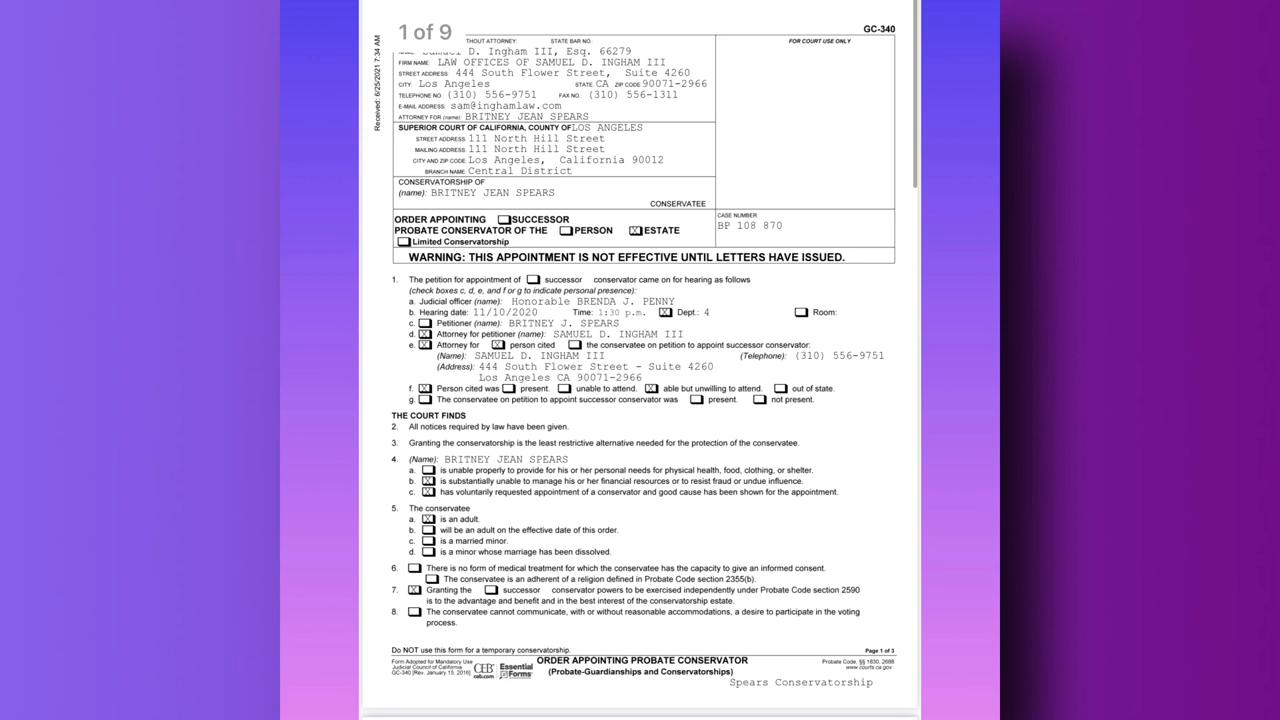 1 of 9
GC-340
THOUT ATTORNEY: STATE BAR NO.: FOR COURT USE ONLY
D. Ingham III, Esq. 66279
FIRM NAME: LAW OFFICES OF SAMUEL D. INGHAM III
STREET ADDRESS: 444 South Flower Street, Suite 4260
CITY: Los Angeles STATE: CA ZIP CODE: 90071-2966
TELEPHONE NO.: (310) 556-9751 FAX NO.: (310) 556-1311
E-MAIL ADDRESS: sam@inghamlaw.com
ATTORNEY FOR (name): BRITNEY JEAN SPEARS
Received: 6/25/2021 7:34 AM
SUPERIOR COURT OF CALIFORNIA, COUNTY OF LOS ANGELES
STREET ADDRESS: 111 North Hill Street
MAILING ADDRESS: 111 North Hill Street
CITY AND ZIP CODE: Los Angeles, California 90012
BRANCH NAME: Central District
CONSERVATORSHIP OF
(name): BRITNEY JEAN SPEARS
CONSERVATEE
ORDER APPOINTING SUCCESSOR
PROBATE CONSERVATOR OF THE PERSON X ESTATE
Limited Conservatorship
CASE NUMBER:
BP 108 870
WARNING: THIS APPOINTMENT IS NOT EFFECTIVE UNTIL LETTERS HAVE ISSUED.
1. The petition for appointment of successor conservator came on for hearing as follows
(check boxes c, d, e, and f or g to indicate personal presence):
a. Judicial officer (name): Honorable BRENDA J. PENNY
b. Hearing date: 11/10/2020 Time: 1:30 p.m. X Dept.: 4 Room:
c. Petitioner (name): BRITNEY J. SPEARS
d. X Attorney for petitioner (name): SAMUEL D. INGHAM III
e. X Attorney for X person cited the conservatee on petition to appoint successor conservator:
(Name): SAMUEL D. INGHAM III (Telephone): (310) 556-9751
(Address): 444 South Flower Street - Suite 4260
Los Angeles CA 90071-2966
f. X Person cited was present. unable to attend. X able but unwilling to attend. out of state.
g. The conservatee on petition to appoint successor conservator was present. not present.
THE COURT FINDS
2. All notices required by law have been given.
3. Granting the conservatorship is the least restrictive alternative needed for the protection of the conservatee.
4. (Name): BRITNEY JEAN SPEARS
a. is unable properly to provide for his or her personal needs for physical health, food, clothing, or shelter.
b. X is substantially unable to manage his or her financial resources or to resist fraud or undue influence.
c. X has voluntarily requested appointment of a conservator and good cause has been shown for the appointment.
5. The conservatee
a. X is an adult.
b. will be an adult on the effective date of this order.
c. is a married minor.
d. is a minor whose marriage has been dissolved.
6. There is no form of medical treatment for which the conservatee has the capacity to give an informed consent.
The conservatee is an adherent of a religion defined in Probate Code section 2355(b).
7. X Granting the successor conservator powers to be exercised independently under Probate Code section 2590
is to the advantage and benefit and in the best interest of the conservatorship estate.
8. The conservatee cannot communicate, with or without reasonable accommodations, a desire to participate in the voting
process.
Do NOT use this form for a temporary conservatorship.
Page 1 of 3
Form Adopted for Mandatory Use
Judicial Council of California
GC-340 [Rev. January 15, 2016]
CEB
ceb.com
Essential
Forms
ORDER APPOINTING PROBATE CONSERVATOR
(Probate-Guardianships and Conservatorships)
Probate Code, §§ 1830, 2688
www.courts.ca.gov
Spears Conservatorship